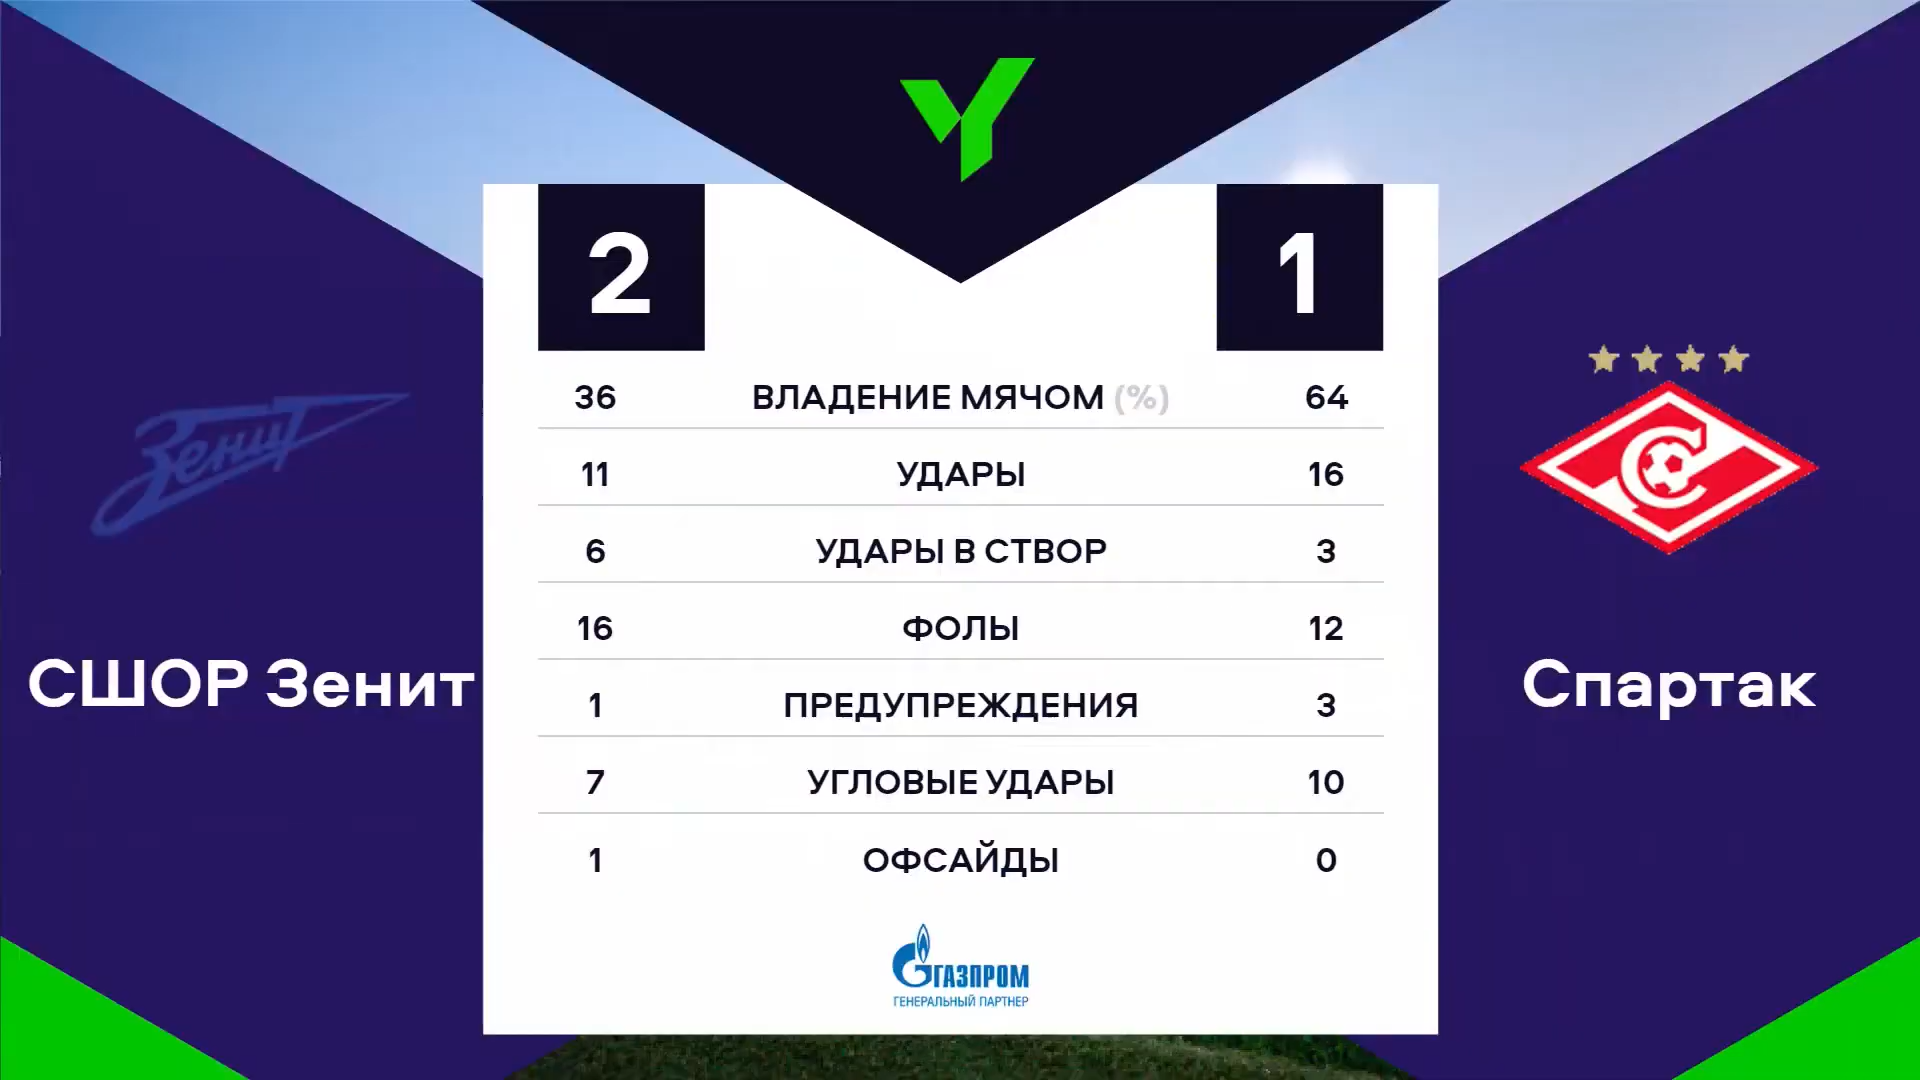 2 1
36 ВЛАДЕНИЕ МЯЧОМ (%) 64
11 УДАРЫ 16
6 УДАРЫ В СТВОР 3
16 ФОЛЫ 12
1 ПРЕДУПРЕЖДЕНИЯ 3
7 УГЛОВЫЕ УДАРЫ 10
1 ОФСАЙДЫ 0
Зенит
СШОР Зенит
Спартак
ГАЗПРОМ
ГЕНЕРАЛЬНЫЙ ПАРТНЕР